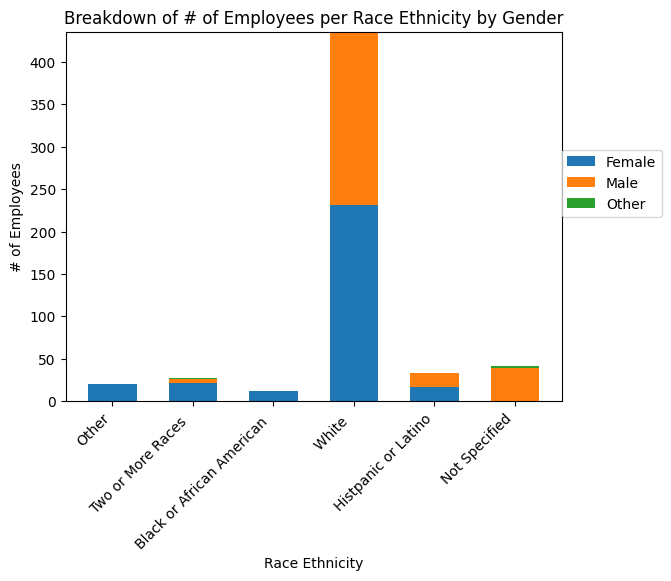 Breakdown of # of Employees per Race Ethnicity by Gender
# of Employees
400
350
300
250
200
150
100
50
0
Female
Male
Other
Other
Two or More Races
Black or African American
White
Histpanic or Latino
Not Specified
Race Ethnicity